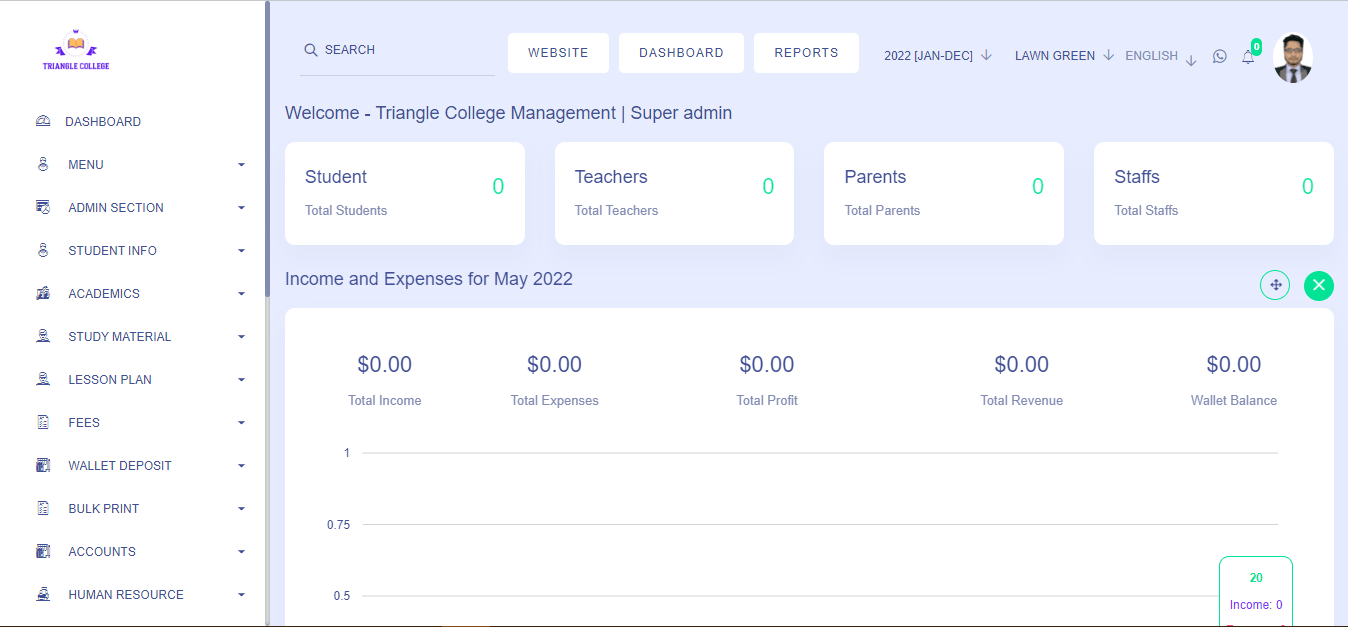 TRIANGLE COLLEGE
DASHBOARD
MENU
ADMIN SECTION
STUDENT INFO
ACADEMICS
STUDY MATERIAL
LESSON PLAN
FEES
WALLET DEPOSIT
BULK PRINT
ACCOUNTS
HUMAN RESOURCE
SEARCH
WEBSITE
DASHBOARD
REPORTS
2022 [JAN-DEC]
LAWN GREEN
ENGLISH
0
Welcome - Triangle College Management | Super admin
Student
0
Total Students
Teachers
0
Total Teachers
Parents
0
Total Parents
Staffs
0
Total Staffs
Income and Expenses for May 2022
$0.00
Total Income
$0.00
Total Expenses
$0.00
Total Profit
$0.00
Total Revenue
$0.00
Wallet Balance
1
0.75
0.5
20
Income: 0